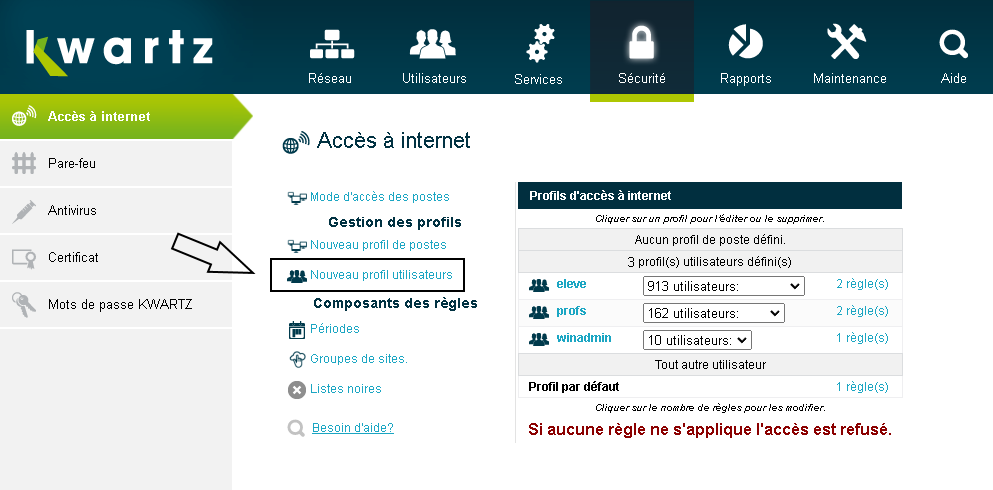 kwartz
Réseau
Utilisateurs
Services
Sécurité
Rapports
Maintenance
Aide
Accès à internet
Pare-feu
Antivirus
Certificat
Mots de passe KWARTZ
Accès à internet
Mode d'accès des postes
Gestion des profils
Nouveau profil de postes
Nouveau profil utilisateurs
Composants des règles
Périodes
Groupes de sites.
Listes noires
Besoin d'aide?
Profils d'accès à internet
Cliquer sur un profil pour l'éditer ou le supprimer.
Aucun profil de poste défini.
3 profil(s) utilisateurs défini(s)
eleve 913 utilisateurs: 2 règle(s)
profs 162 utilisateurs: 2 règle(s)
winadmin 10 utilisateurs: 1 règle(s)
Tout autre utilisateur
Profil par défaut 1 règle(s)
Cliquer sur le nombre de règles pour les modifier.
Si aucune règle ne s'applique l'accès est refusé.